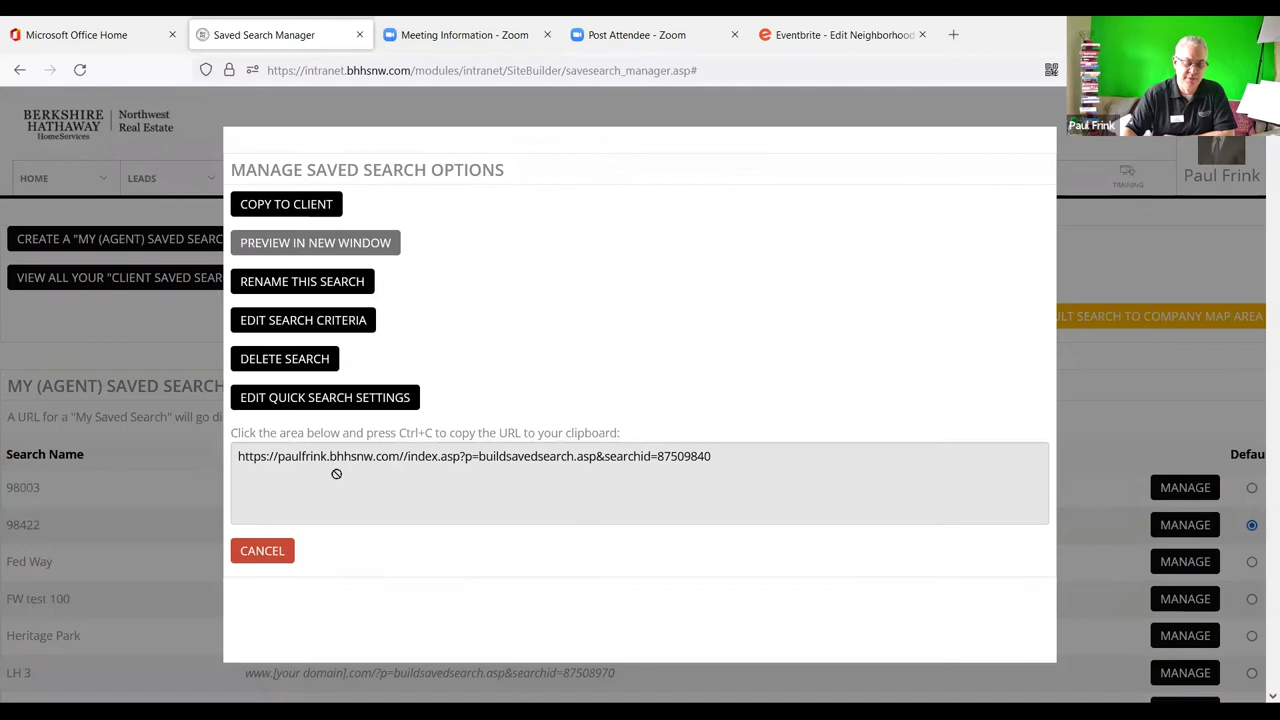 Microsoft Office Home
Saved Search Manager
Meeting Information - Zoom
Post Attendee - Zoom
Eventbrite - Edit Neighborhood
https://intranet.bhhsnw.com/modules/intranet/SiteBuilder/savesearch_manager.asp#
Paul Frink
BERKSHIRE
HATHAWAY
HomeServices
Northwest
Real Estate
HOME
LEADS
TRAINING
Paul Frink
CREATE A "MY (AGENT) SAVED SEARC
VIEW ALL YOUR "CLIENT SAVED SEAR
ULT SEARCH TO COMPANY MAP AREA
MANAGE SAVED SEARCH OPTIONS
COPY TO CLIENT
PREVIEW IN NEW WINDOW
RENAME THIS SEARCH
EDIT SEARCH CRITERIA
DELETE SEARCH
EDIT QUICK SEARCH SETTINGS
Click the area below and press Ctrl+C to copy the URL to your clipboard:
https://paulfrink.bhhsnw.com//index.asp?p=buildsavedsearch.asp&searchid=87509840
CANCEL
MY (AGENT) SAVED SEARCH
A URL for a "My Saved Search" will go di
Search Name
Defau
98003
MANAGE
98422
MANAGE
Fed Way
MANAGE
FW test 100
MANAGE
Heritage Park
MANAGE
LH 3
www.[your domain].com/?p=buildsavedsearch.asp&searchid=87508970
MANAGE